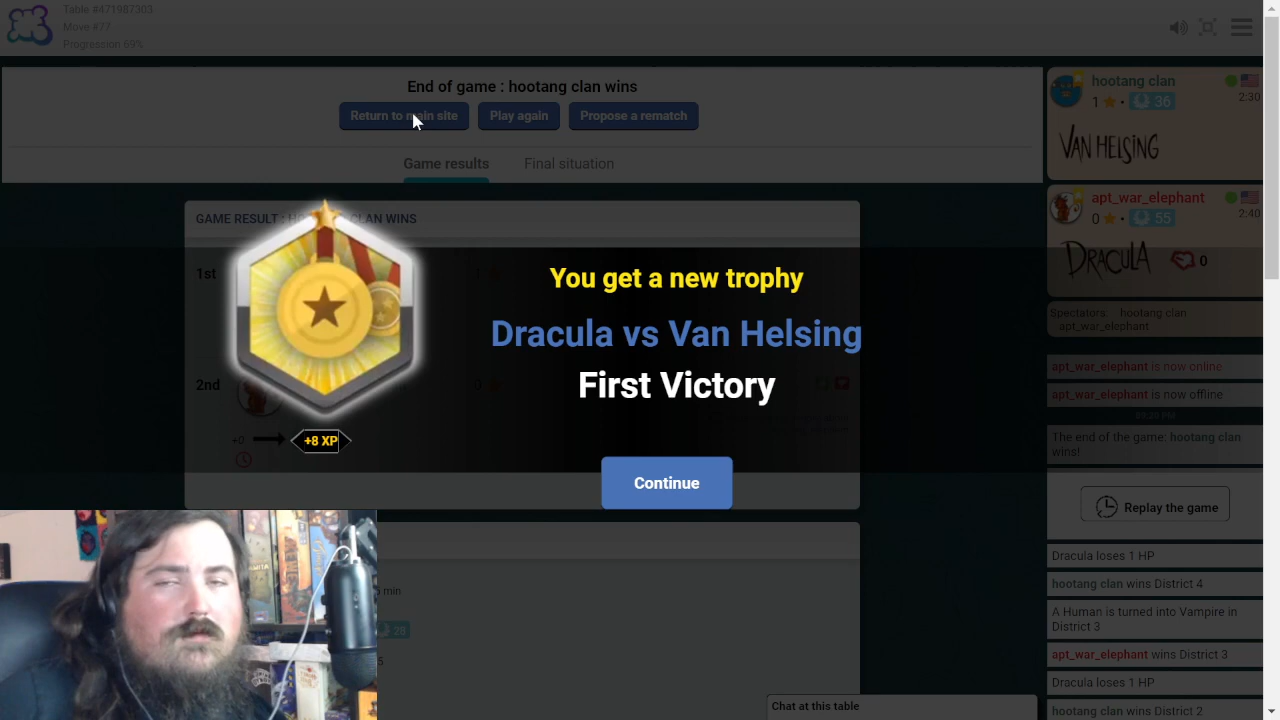 Table #471987303
Move #77
Progression 69%
End of game : hootang clan wins
Return to main site
Play again
Propose a rematch
Game results
Final situation
GAME RESULT : HOOTANG CLAN WINS
1st
2nd
0
+0
+8 XP
You get a new trophy
Dracula vs Van Helsing
First Victory
Continue
min
28
hootang clan
1 • 36
2:30
VAN HELSING
apt_war_elephant
0 • 55
2:40
DRACULA
0
Spectators: hootang clan
apt_war_elephant
apt_war_elephant is now online
apt_war_elephant is now offline
The end of the game: hootang clan
wins!
Replay the game
Dracula loses 1 HP
hootang clan wins District 4
A Human is turned into Vampire in
District 3
apt_war_elephant wins District 3
Dracula loses 1 HP
hootang clan wins District 2
Chat at this table